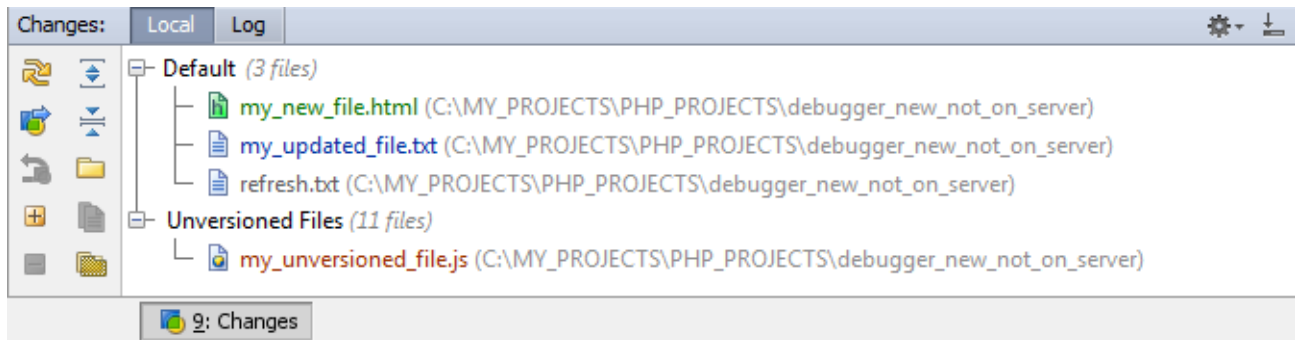 Changes: Local Log
Default (3 files)
my_new_file.html (C:\MY_PROJECTS\PHP_PROJECTS\debugger_new_not_on_server)
my_updated_file.txt (C:\MY_PROJECTS\PHP_PROJECTS\debugger_new_not_on_server)
refresh.txt (C:\MY_PROJECTS\PHP_PROJECTS\debugger_new_not_on_server)
Unversioned Files (11 files)
my_unversioned_file.js (C:\MY_PROJECTS\PHP_PROJECTS\debugger_new_not_on_server)
9: Changes